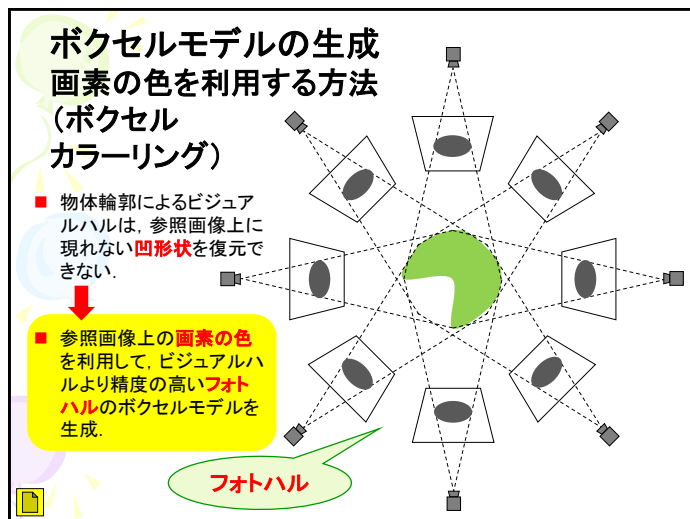 ボクセルモデルの生成
画素の色を利用する方法
(ボクセル
カラーリング)
物体輪郭によるビジュア
ルハルは, 参照画像上に
現れない凹形状を復元で
きない.
参照画像上の画素の色
を利用して, ビジュアルハ
ルより精度の高いフォト
ハルのボクセルモデルを
生成.
フォトハル